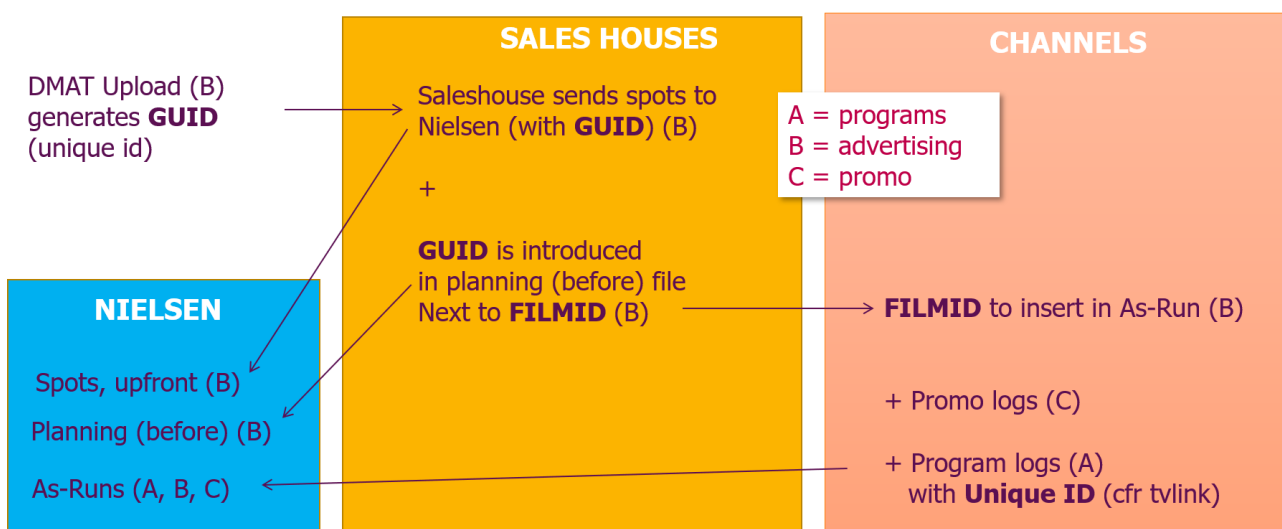 DMAT Upload (B)
generates GUID
(unique id)
SALES HOUSES
Saleshouse sends spots to
Nielsen (with GUID) (B)
+
GUID is introduced
in planning (before) file
Next to FILMID (B)
CHANNELS
A = programs
B = advertising
C = promo
FILMID to insert in As-Run (B)
+ Promo logs (C)
+ Program logs (A)
with Unique ID (cfr tvlink)
NIELSEN
Spots, upfront (B)
Planning (before) (B)
As-Runs (A, B, C)